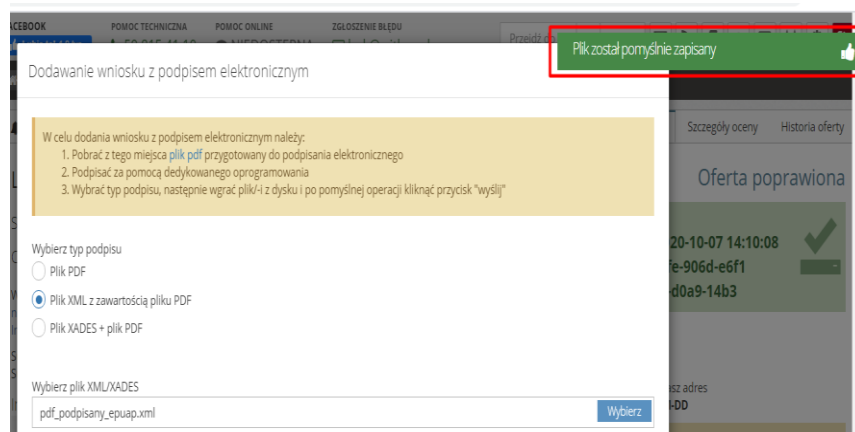 ACEBOOK
POMOC TECHNICZNA
POMOC ONLINE
ZGŁOSZENIE BŁĘDU
NIEDOSTĘPNA
Przejdź do
Plik został pomyślnie zapisany
Dodawanie wniosku z podpisem elektronicznym
W celu dodania wniosku z podpisem elektronicznym należy:
1. Pobrać z tego miejsca plik pdf przygotowany do podpisania elektronicznego
2. Podpisać za pomocą dedykowanego oprogramowania
3. Wybrać typ podpisu, następnie wgrać plik/-i z dysku i po pomyślnej operacji kliknąć przycisk "wyślij"
Szczegóły oceny
Historia oferty
Oferta poprawiona
20-10-07 14:10:08
fe-906d-e6f1
-d0a9-14b3
Wybierz typ podpisu
Plik PDF
Plik XML z zawartością pliku PDF
Plik XADES + plik PDF
Wybierz plik XML/XADES
pdf_podpisany_epuap.xml
Wybierz
sz adres
-DD